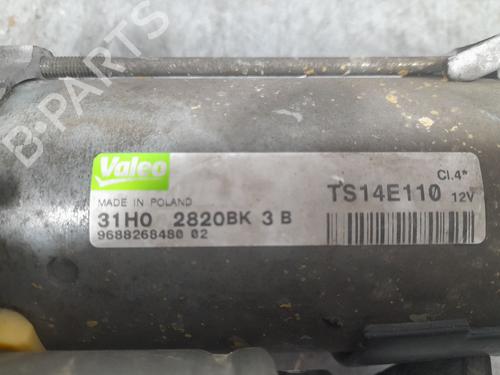 B-PARTS
Valeo
Cl.4*
MADE IN POLAND
TS14E110 12V
31H0 2820BK 3 B
9688268480 02